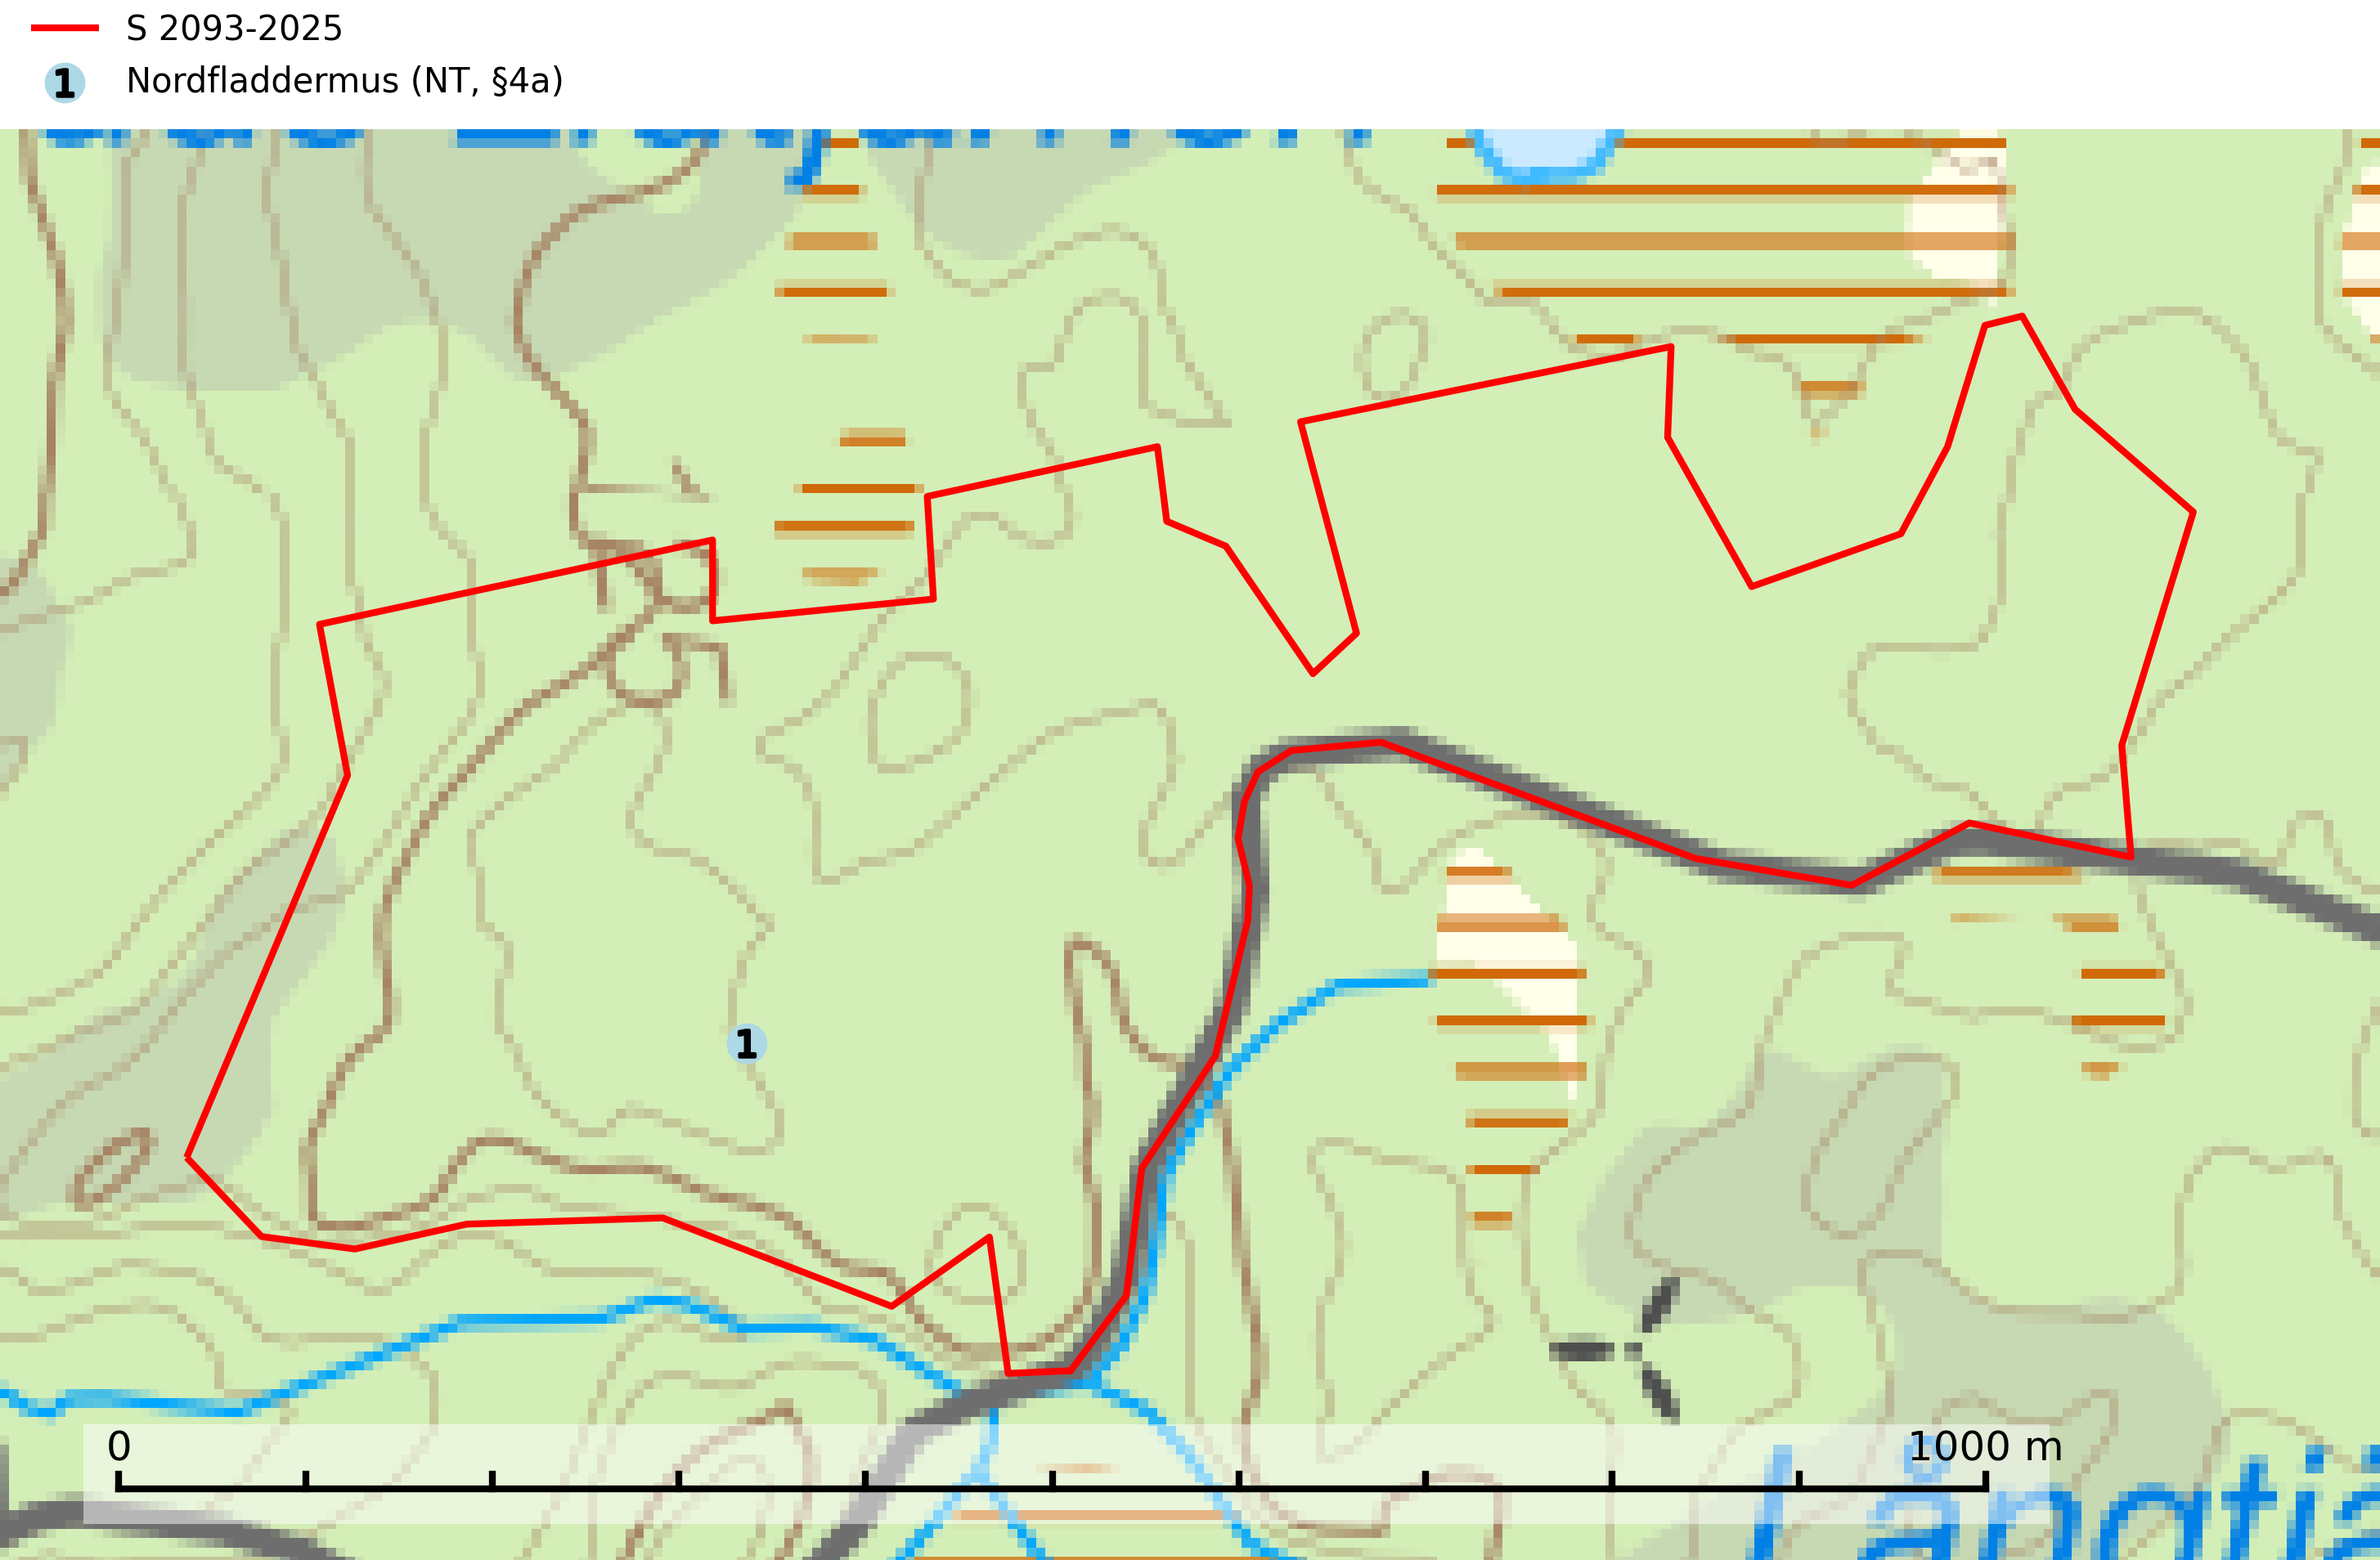 S 2093-2025
1 Nordfladdermus (NT, §4a)
1
0 1000 m